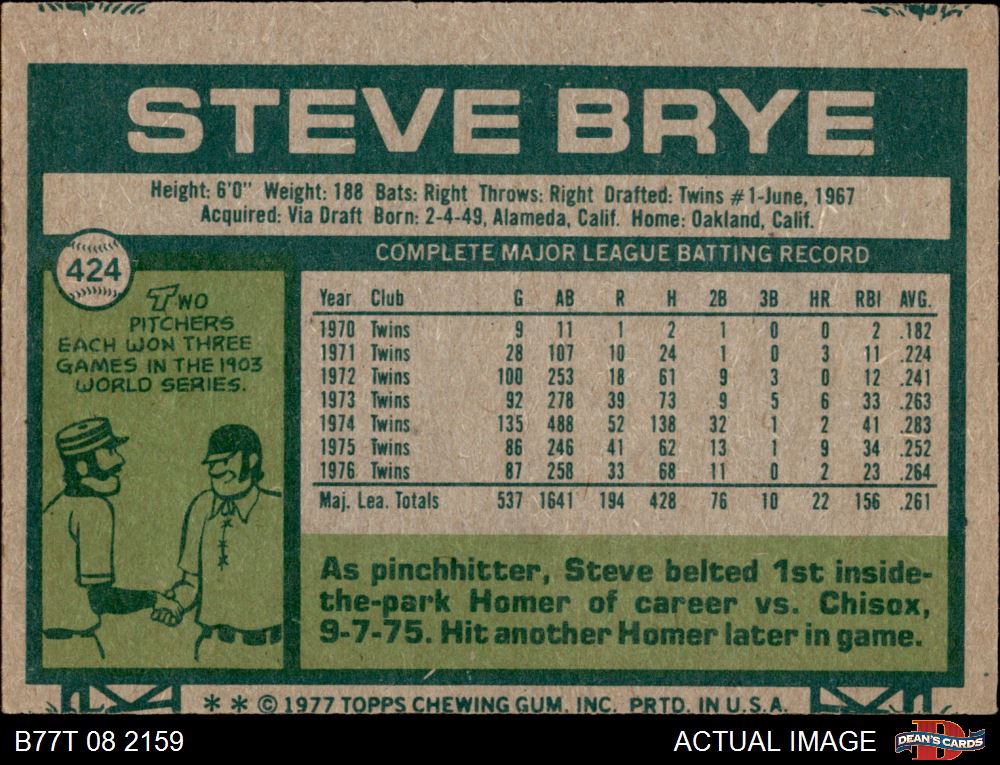 STEVE BRYE
Height: 6'0" Weight: 188 Bats: Right Throws: Right Drafted: Twins #1-June, 1967
Acquired: Via Draft Born: 2-4-49, Alameda, Calif. Home: Oakland, Calif.
424
TWO
PITCHERS
EACH WON THREE
GAMES IN THE 1903
WORLD SERIES.
COMPLETE MAJOR LEAGUE BATTING RECORD
Year Club G AB R H 2B 3B HR RBI AVG.
1970 Twins 9 11 1 2 1 0 0 2 .182
1971 Twins 28 107 10 24 1 0 3 11 .224
1972 Twins 100 253 18 61 9 3 0 12 .241
1973 Twins 92 278 39 73 9 5 6 33 .263
1974 Twins 135 488 52 138 32 1 2 41 .283
1975 Twins 86 246 41 62 13 1 9 34 .252
1976 Twins 87 258 33 68 11 0 2 23 .264
Maj. Lea. Totals 537 1641 194 428 76 10 22 156 .261
As pinchhitter, Steve belted 1st inside-
the-park Homer of career vs. Chisox,
9-7-75. Hit another Homer later in game.
** © 1977 TOPPS CHEWING GUM, INC. PRTD. IN U.S.A.
B77T 08 2159
ACTUAL IMAGE
D
DEAN'S CARDS